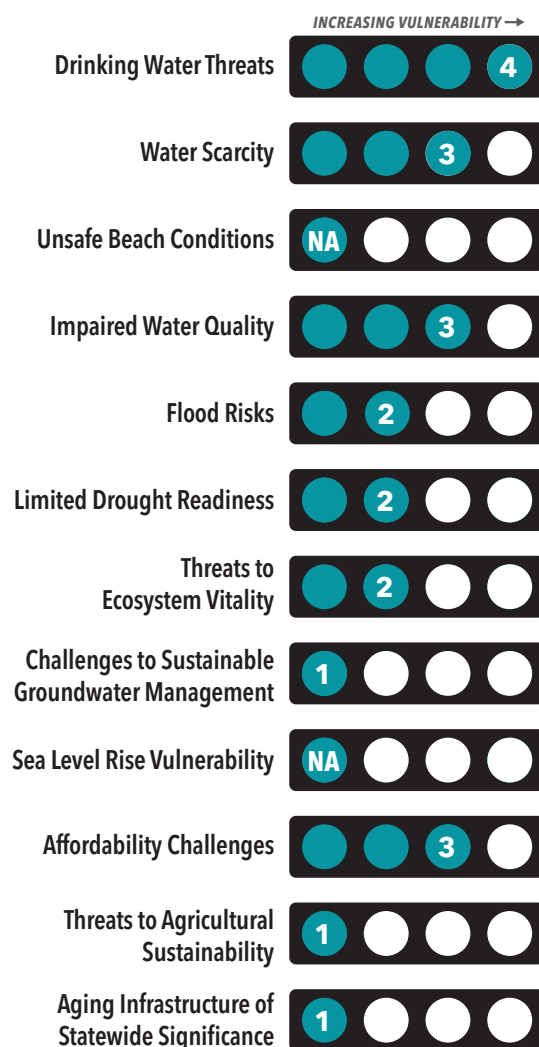 INCREASING VULNERABILITY →
Drinking Water Threats 4
Water Scarcity 3
Unsafe Beach Conditions NA
Impaired Water Quality 3
Flood Risks 2
Limited Drought Readiness 2
Threats to
Ecosystem Vitality 2
Challenges to Sustainable
Groundwater Management 1
Sea Level Rise Vulnerability NA
Affordability Challenges 3
Threats to Agricultural
Sustainability 1
Aging Infrastructure of
Statewide Significance 1